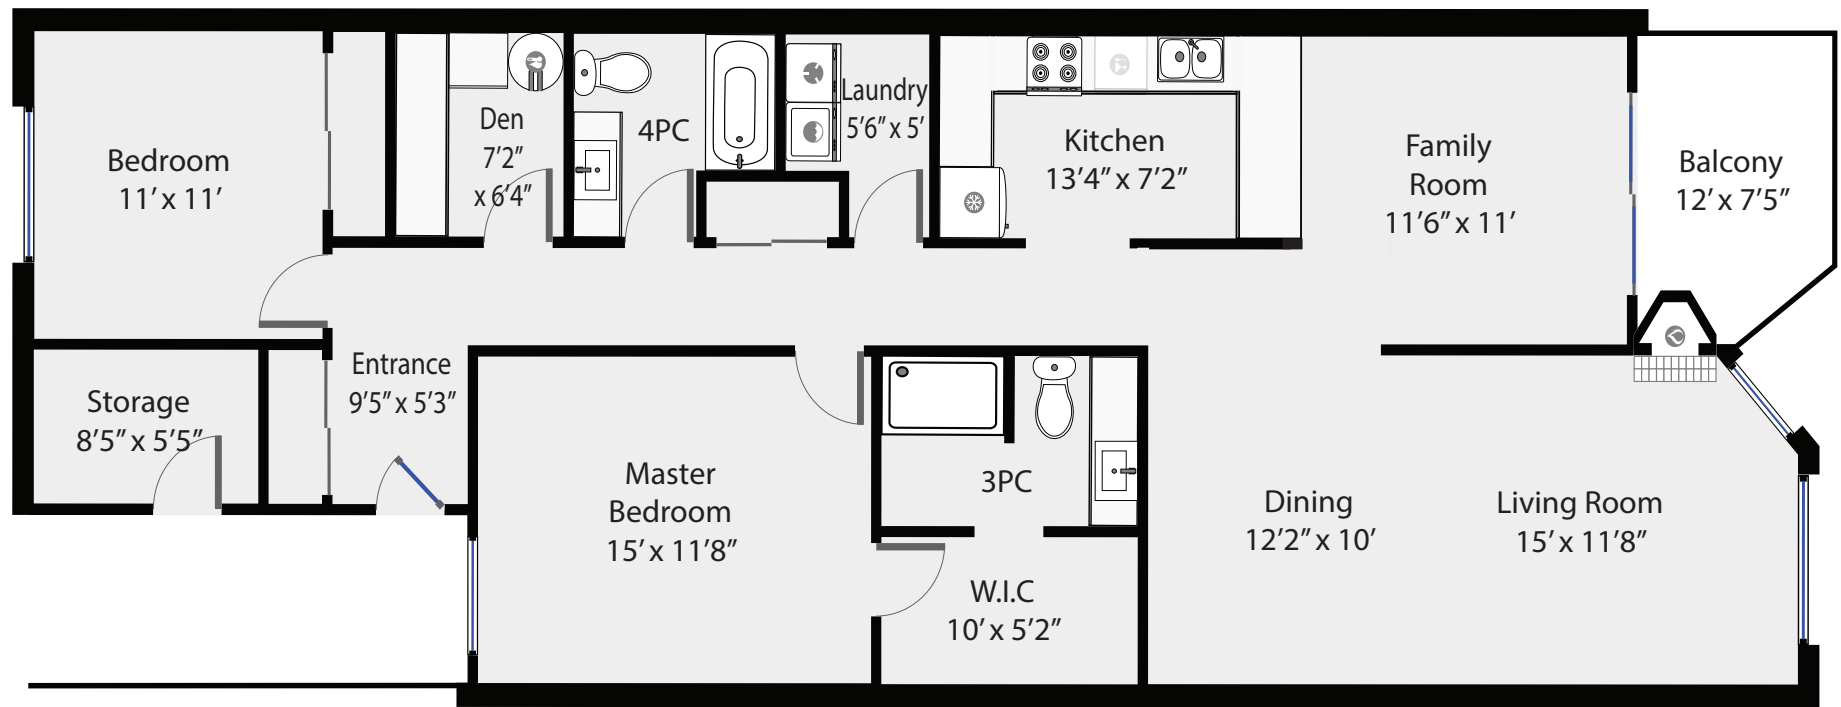 Bedroom
11’ x 11’
Den
7’2”
x 6’4”
4PC
Laundry
5’6” x 5’
Kitchen
13’4” x 7’2”
Family
Room
11’6” x 11’
Balcony
12’ x 7’5”
Storage
8’5” x 5’5”
Entrance
9’5” x 5’3”
Master
Bedroom
15’ x 11’8”
3PC
W.I.C
10’ x 5’2”
Dining
12’2” x 10’
Living Room
15’ x 11’8”